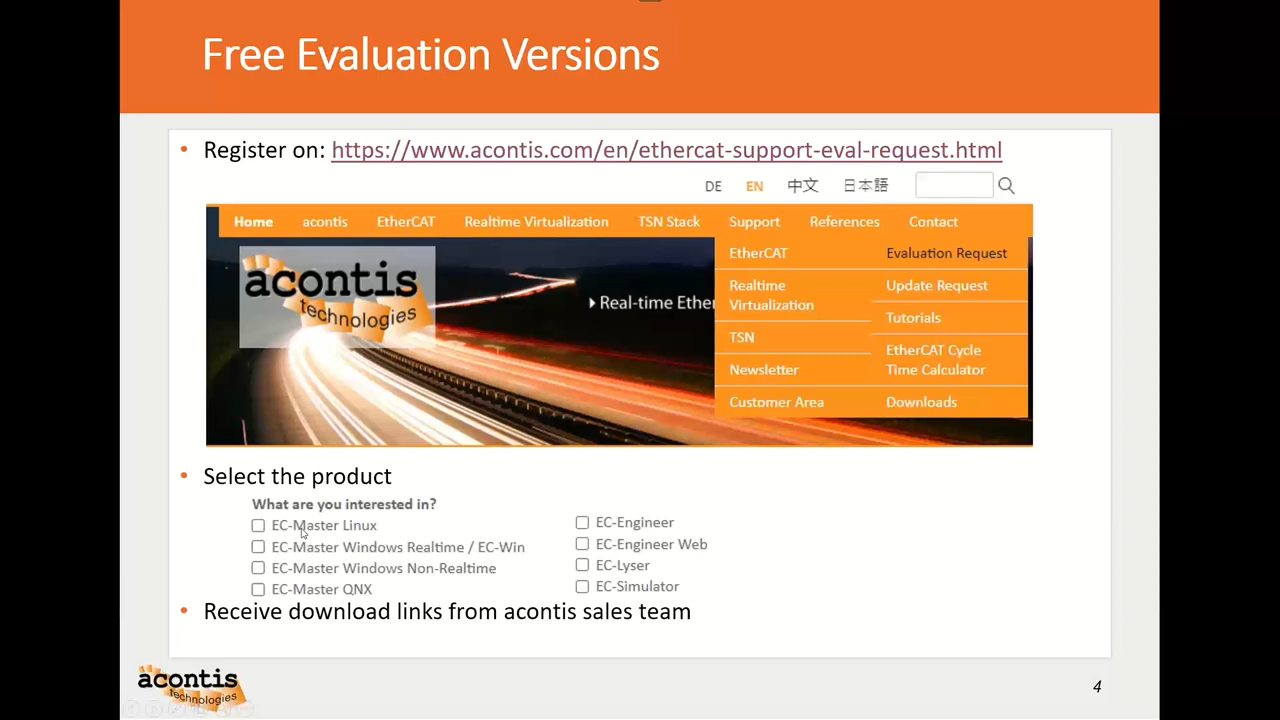 Free Evaluation Versions
• Register on: https://www.acontis.com/en/ethercat-support-eval-request.html
DE EN 中文 日本語
Home acontis EtherCAT Realtime Virtualization TSN Stack Support References Contact
acontis
technologies
Real-time Ether
EtherCAT
Realtime
Virtualization
TSN
Newsletter
Customer Area
Evaluation Request
Update Request
Tutorials
EtherCAT Cycle
Time Calculator
Downloads
• Select the product
What are you interested in?
EC-Master Linux
EC-Master Windows Realtime / EC-Win
EC-Master Windows Non-Realtime
EC-Master QNX
EC-Engineer
EC-Engineer Web
EC-Lyser
EC-Simulator
• Receive download links from acontis sales team
acontis
technologies
4